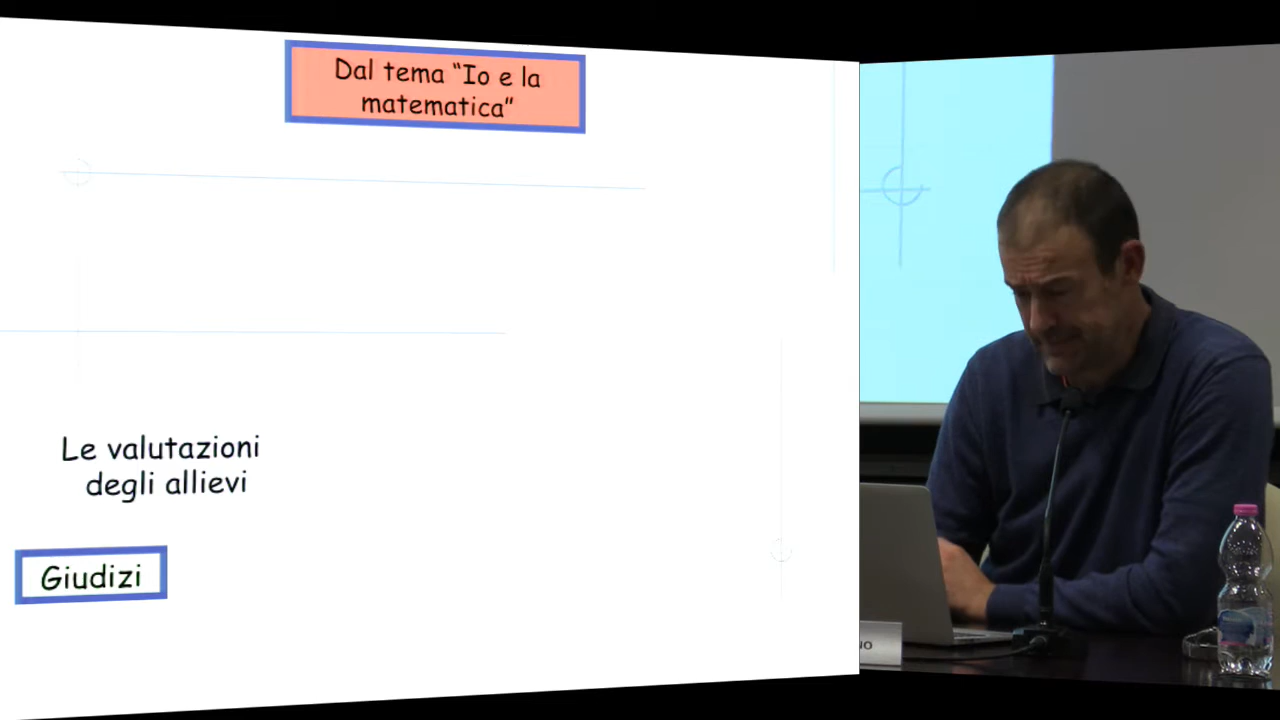 Dal tema “Io e la
matematica”
Le valutazioni
degli allievi
Giudizi